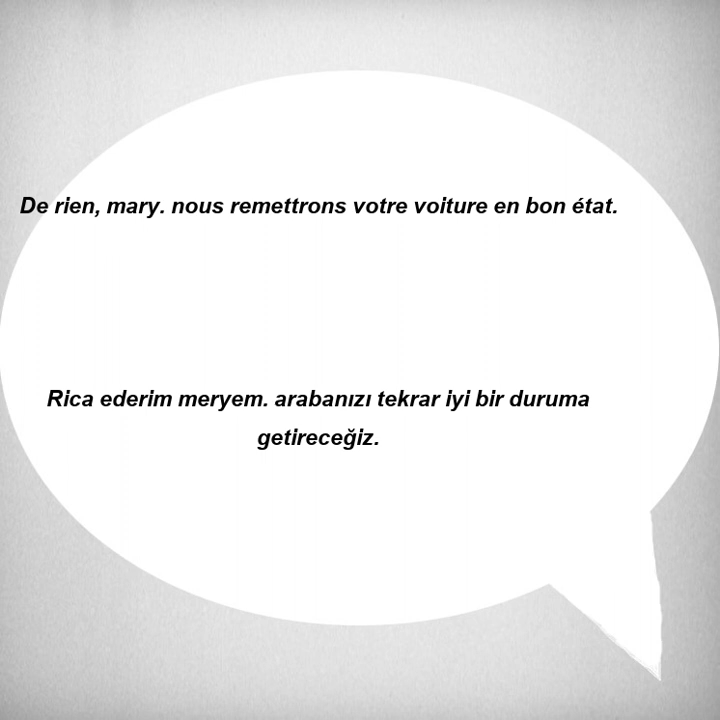 De rien, mary. nous remettrons votre voiture en bon état.
Rica ederim meryem. arabanızı tekrar iyi bir duruma
getireceğiz.